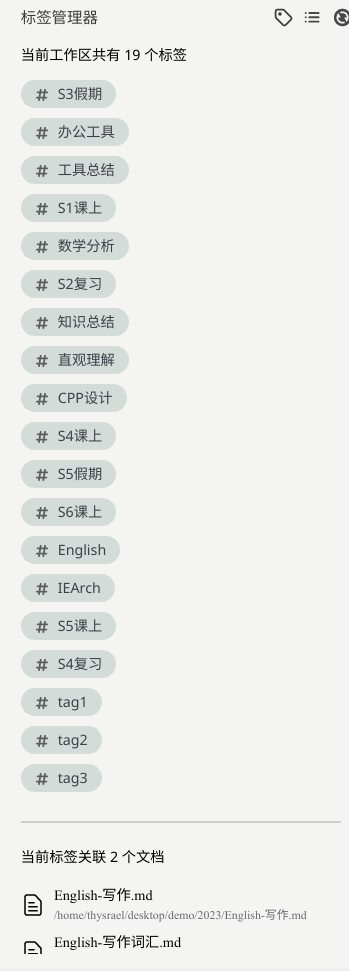 标签管理器
当前工作区共有 19 个标签
# S3假期
# 办公工具
# 工具总结
# S1课上
# 数学分析
# S2复习
# 知识总结
# 直观理解
# CPP设计
# S4课上
# S5假期
# S6课上
# English
# IEArch
# S5课上
# S4复习
# tag1
# tag2
# tag3
当前标签关联 2 个文档
English-写作.md
/home/thysrael/desktop/demo/2023/English-写作.md
English-写作词汇.md